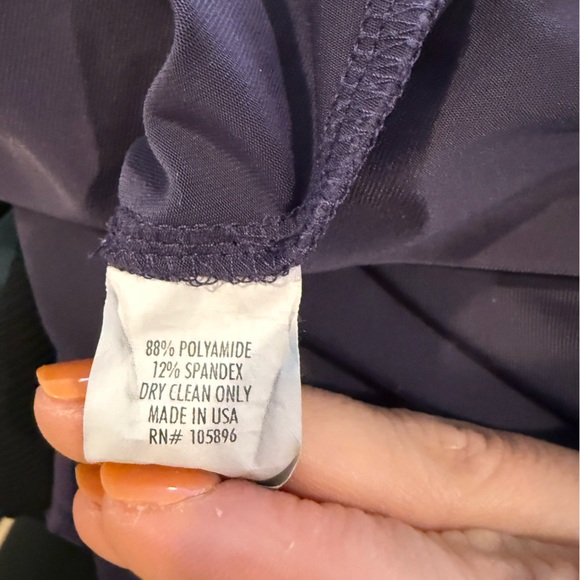 88% POLYAMIDE
12% SPANDEX
DRY CLEAN ONLY
MADE IN USA
RN# 105896